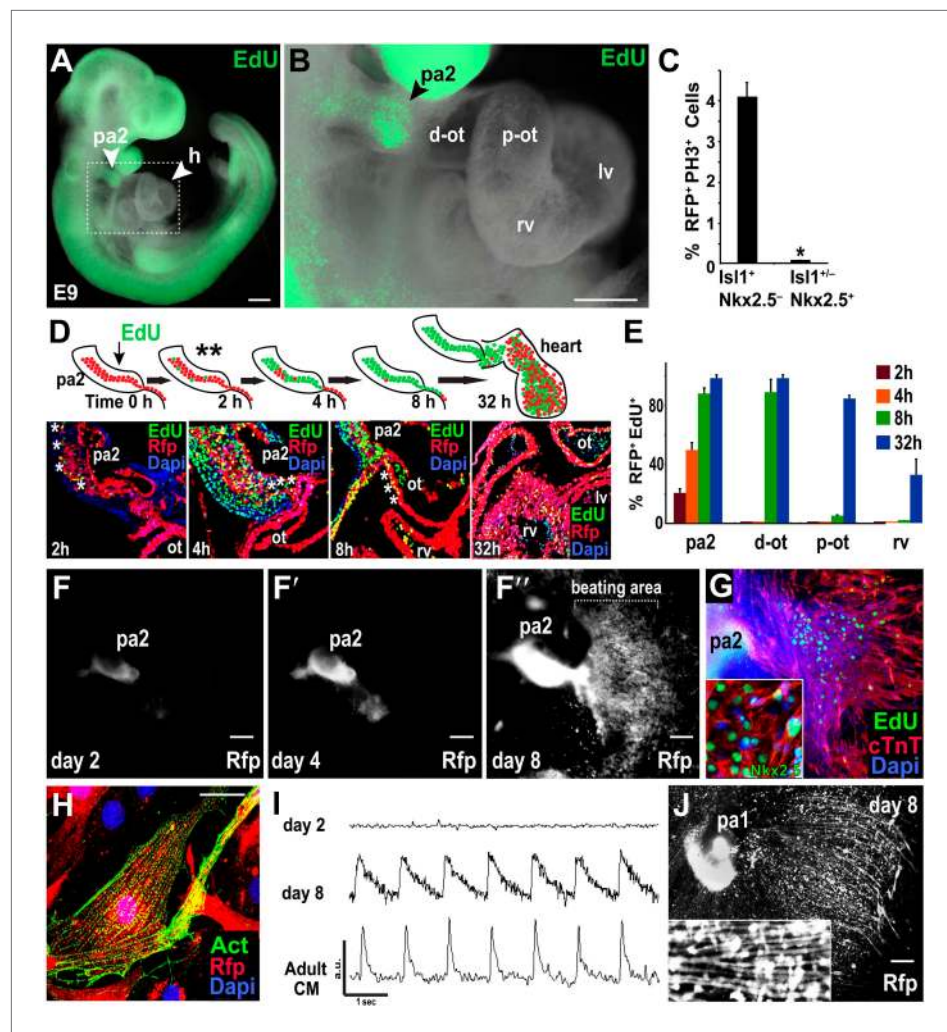 A
EdU
pa2
h
E9
B
EdU
pa2
d-ot
p-ot
lv
rv
C
% RFP+ PH3+ Cells
4
3
2
1
0
Isl1+ Isl1+/–
Nkx2.5– Nkx2.5+
*
D
EdU
pa2
**
heart
Time 0 h
2 h
4 h
8 h
32 h
EdU
Rfp
Dapi
pa2
*
*
*
*
2h
ot
EdU
Rfp
Dapi
pa2
***
4h
ot
pa2
EdU
Rfp
Dapi
ot
*
*
*
8h
rv
ot
lv
rv
EdU
Rfp
Dapi
32h
E
2h
4h
8h
32h
% RFP+ EdU+
80
40
0
pa2 d-ot p-ot rv
F
pa2
day 2
Rfp
F′
pa2
day 4
Rfp
F″
beating area
pa2
day 8
Rfp
G
pa2
EdU
cTnT
Dapi
Nkx2.5
H
Act
Rfp
Dapi
I
day 2
day 8
Adult
CM
a.u.
1 sec
J
day 8
pa1
Rfp